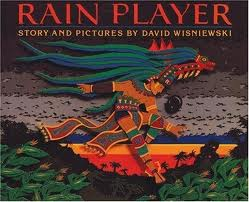 RAIN PLAYER
STORY AND PICTURES BY DAVID WISNIEWSKI